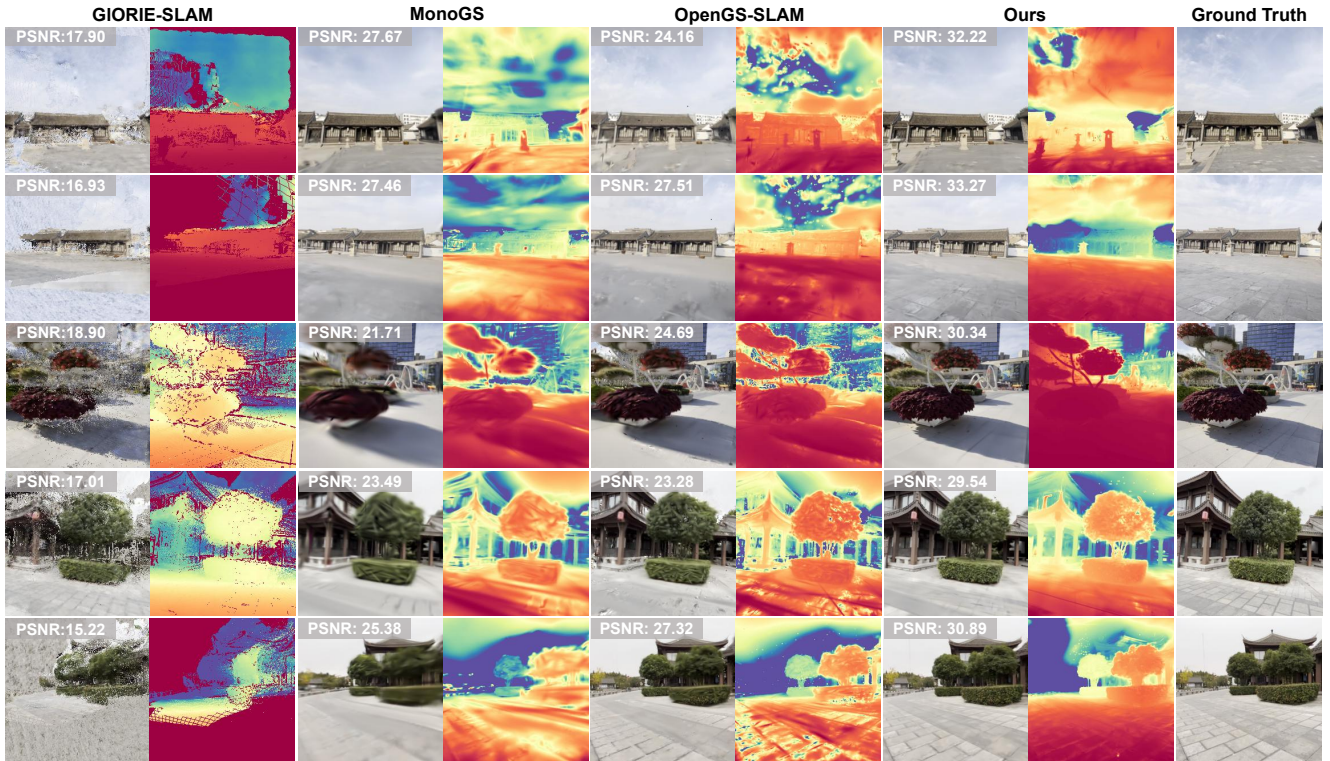 GlORIE-SLAM MonoGS OpenGS-SLAM Ours Ground Truth
PSNR:17.90 PSNR: 27.67 PSNR: 24.16 PSNR: 32.22
PSNR:16.93 PSNR: 27.46 PSNR: 27.51 PSNR: 33.27
PSNR:18.90 PSNR: 21.71 PSNR: 24.69 PSNR: 30.34
PSNR:17.01 PSNR: 23.49 PSNR: 23.28 PSNR: 29.54
PSNR:15.22 PSNR: 25.38 PSNR: 27.32 PSNR: 30.89